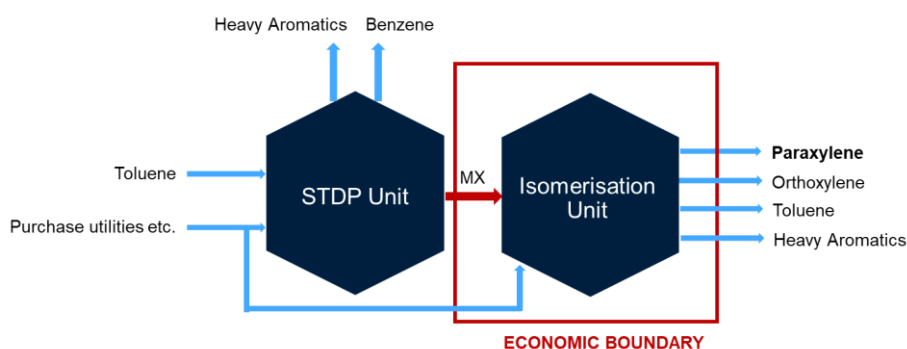 Heavy Aromatics
Benzene
Toluene
Purchase utilities etc.
STDP Unit
MX
Isomerisation
Unit
Paraxylene
Orthoxylene
Toluene
Heavy Aromatics
ECONOMIC BOUNDARY